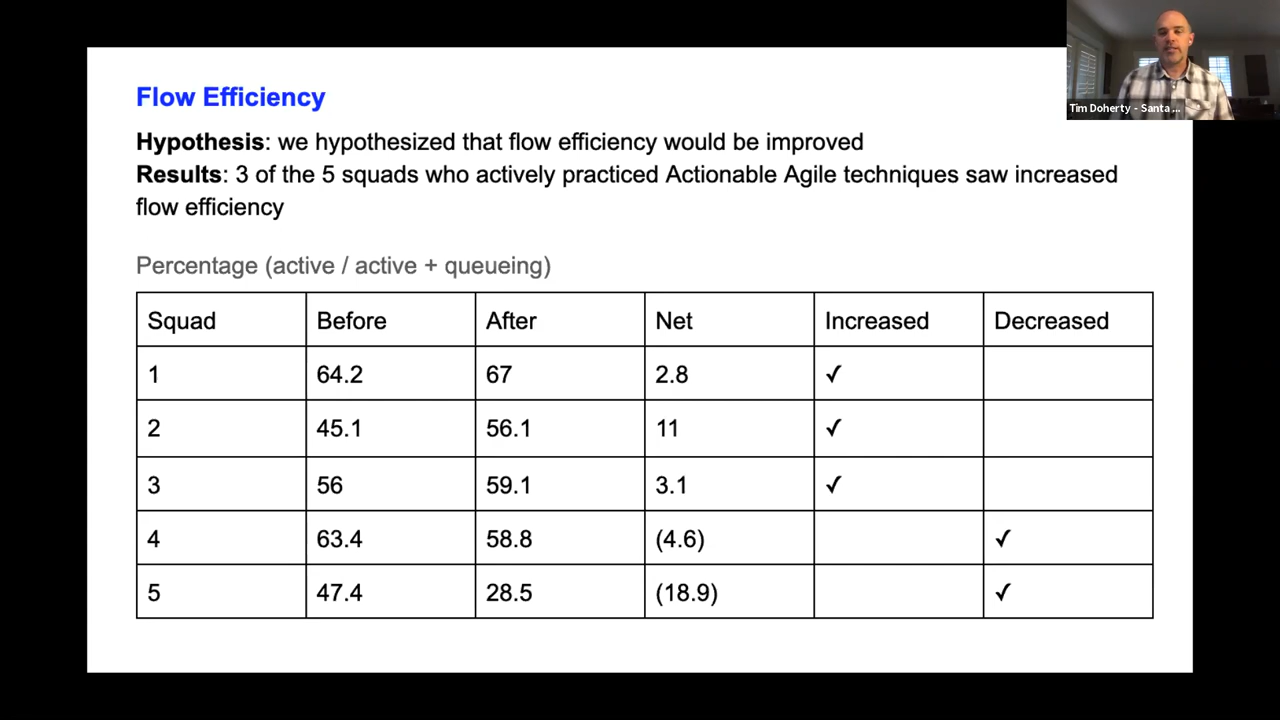 Tim Doherty - Santa ...
Flow Efficiency
Hypothesis: we hypothesized that flow efficiency would be improved
Results: 3 of the 5 squads who actively practiced Actionable Agile techniques saw increased
flow efficiency
Percentage (active / active + queueing)
Squad Before After Net Increased Decreased
1 64.2 67 2.8 ✓
2 45.1 56.1 11 ✓
3 56 59.1 3.1 ✓
4 63.4 58.8 (4.6) ✓
5 47.4 28.5 (18.9) ✓